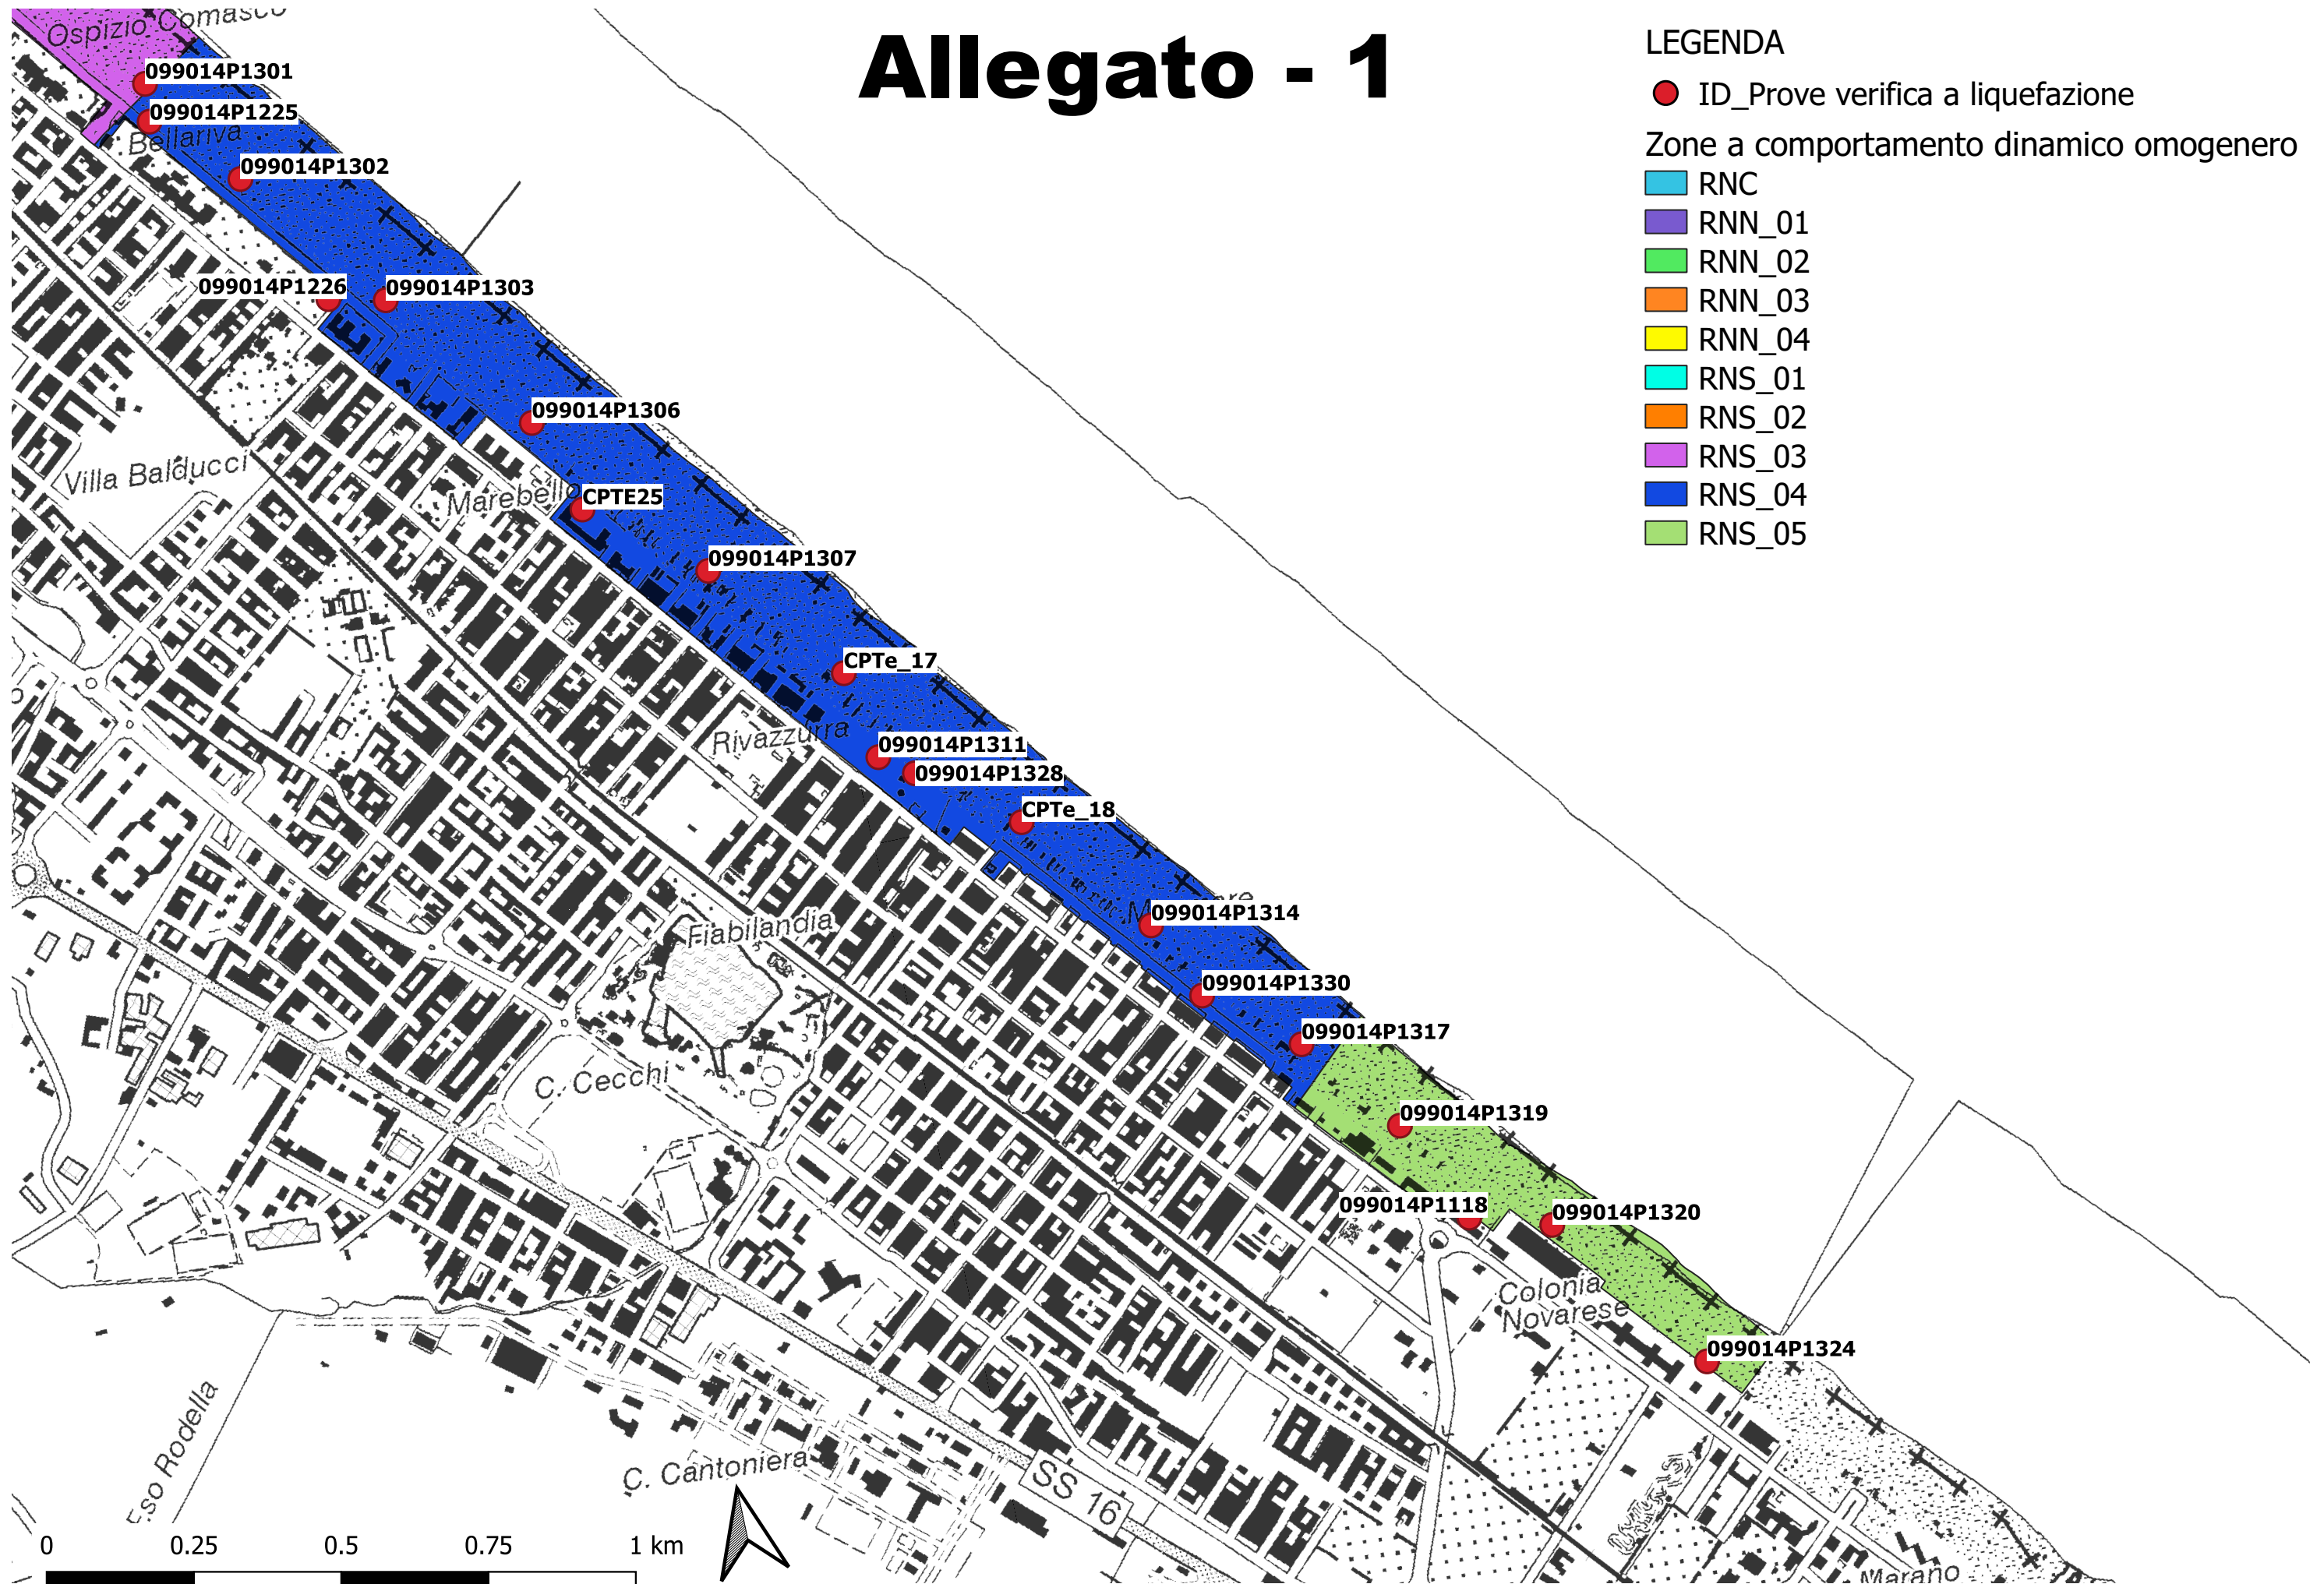 Allegato - 1
LEGENDA
ID_Prove verifica a liquefazione
Zone a comportamento dinamico omogenero
RNC
RNN_01
RNN_02
RNN_03
RNN_04
RNS_01
RNS_02
RNS_03
RNS_04
RNS_05
Ospizio Comasco
099014P1301
099014P1225
Bellariva
099014P1302
099014P1226
099014P1303
099014P1306
Villa Balducci
Marebello
CPTE25
099014P1307
CPTe_17
Rivazzurra
099014P1311
099014P1328
CPTe_18
099014P1314
Fiabilandia
099014P1330
099014P1317
C. Cecchi
099014P1319
099014P1118
099014P1320
Colonia
Novarese
099014P1324
Rodella
C. Cantoniera
SS 16
Marano
0 0.25 0.5 0.75 1 km